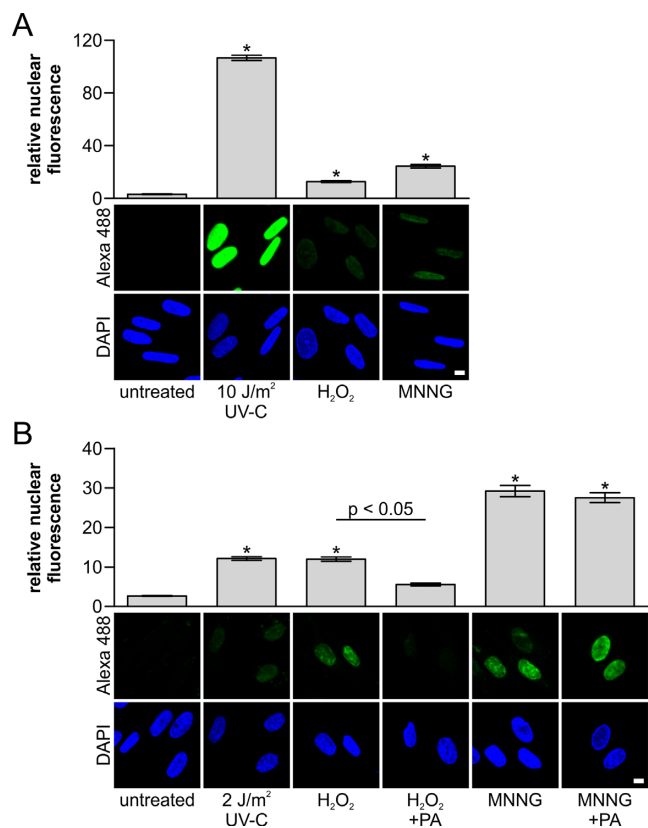 A
relative nuclear
fluorescence
120
80
40
0
*
*
*
Alexa 488
DAPI
untreated
10 J/m²
UV-C
H₂O₂
MNNG
B
relative nuclear
fluorescence
40
30
20
10
0
*
*
p < 0.05
*
*
Alexa 488
DAPI
untreated
2 J/m²
UV-C
H₂O₂
H₂O₂
+PA
MNNG
MNNG
+PA